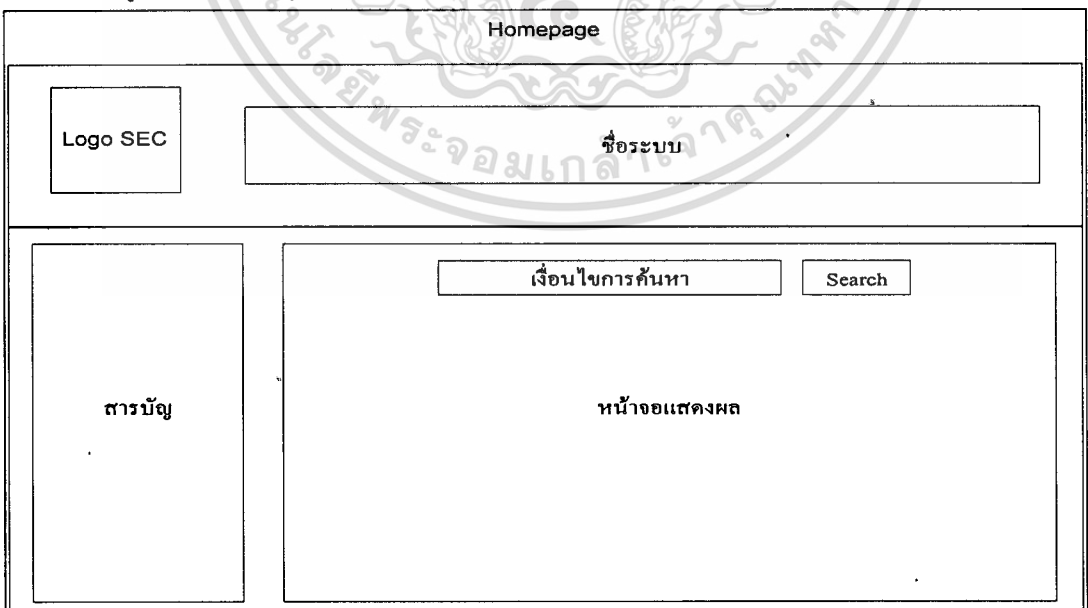 Homepage
Logo SEC
ชื่อระบบ
เงื่อนไขการค้นหา
Search
สารบัญ
หน้าจอแสดงผล